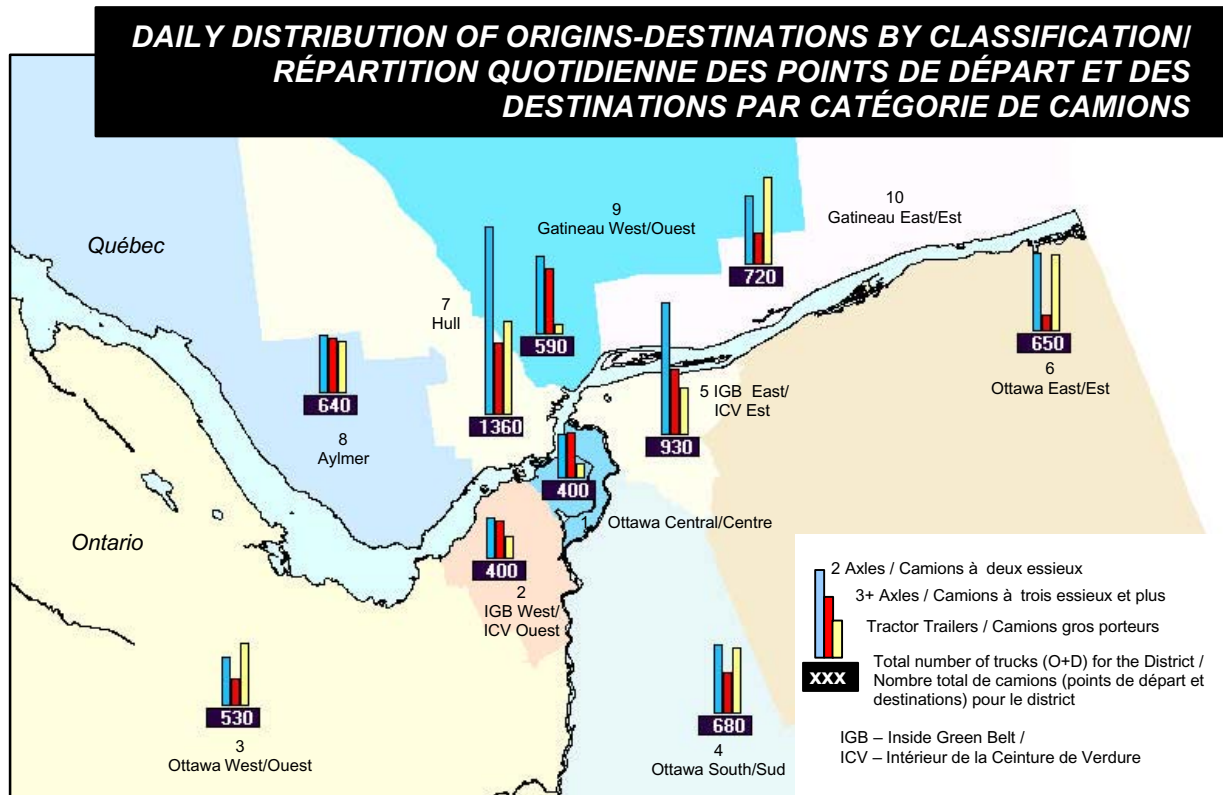 DAILY DISTRIBUTION OF ORIGINS-DESTINATIONS BY CLASSIFICATION/
RÉPARTITION QUOTIDIENNE DES POINTS DE DÉPART ET DES
DESTINATIONS PAR CATÉGORIE DE CAMIONS
Québec
9
Gatineau West/Ouest
10
Gatineau East/Est
720
7
Hull
590
650
6
Ottawa East/Est
640
8
Aylmer
1360
5 IGB East/
ICV Est
930
400
1 Ottawa Central/Centre
Ontario
400
2
IGB West/
ICV Ouest
530
3
Ottawa West/Ouest
680
4
Ottawa South/Sud
2 Axles / Camions à deux essieux
3+ Axles / Camions à trois essieux et plus
Tractor Trailers / Camions gros porteurs
XXX
Total number of trucks (O+D) for the District /
Nombre total de camions (points de départ et
destinations) pour le district
IGB – Inside Green Belt /
ICV – Intérieur de la Ceinture de Verdure